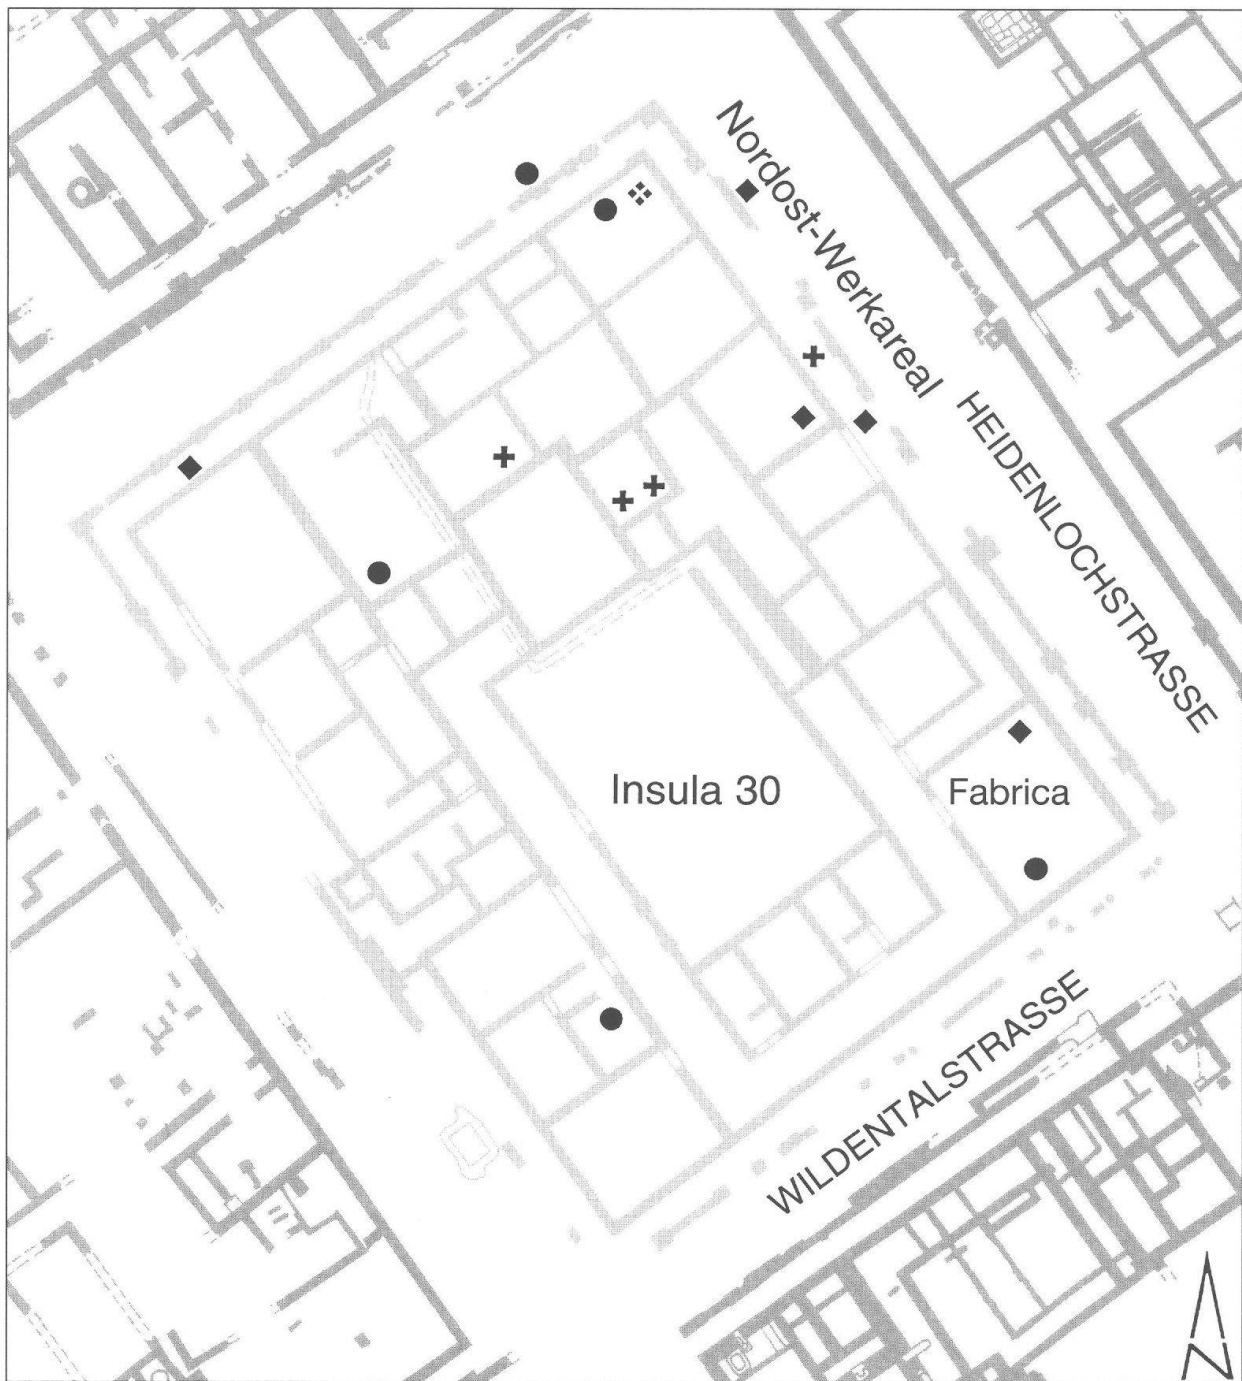 Nordost-Werkareal
HEIDENLOCHSTRASSE
Insula 30
Fabrica
WILDENTALSTRASSE
N